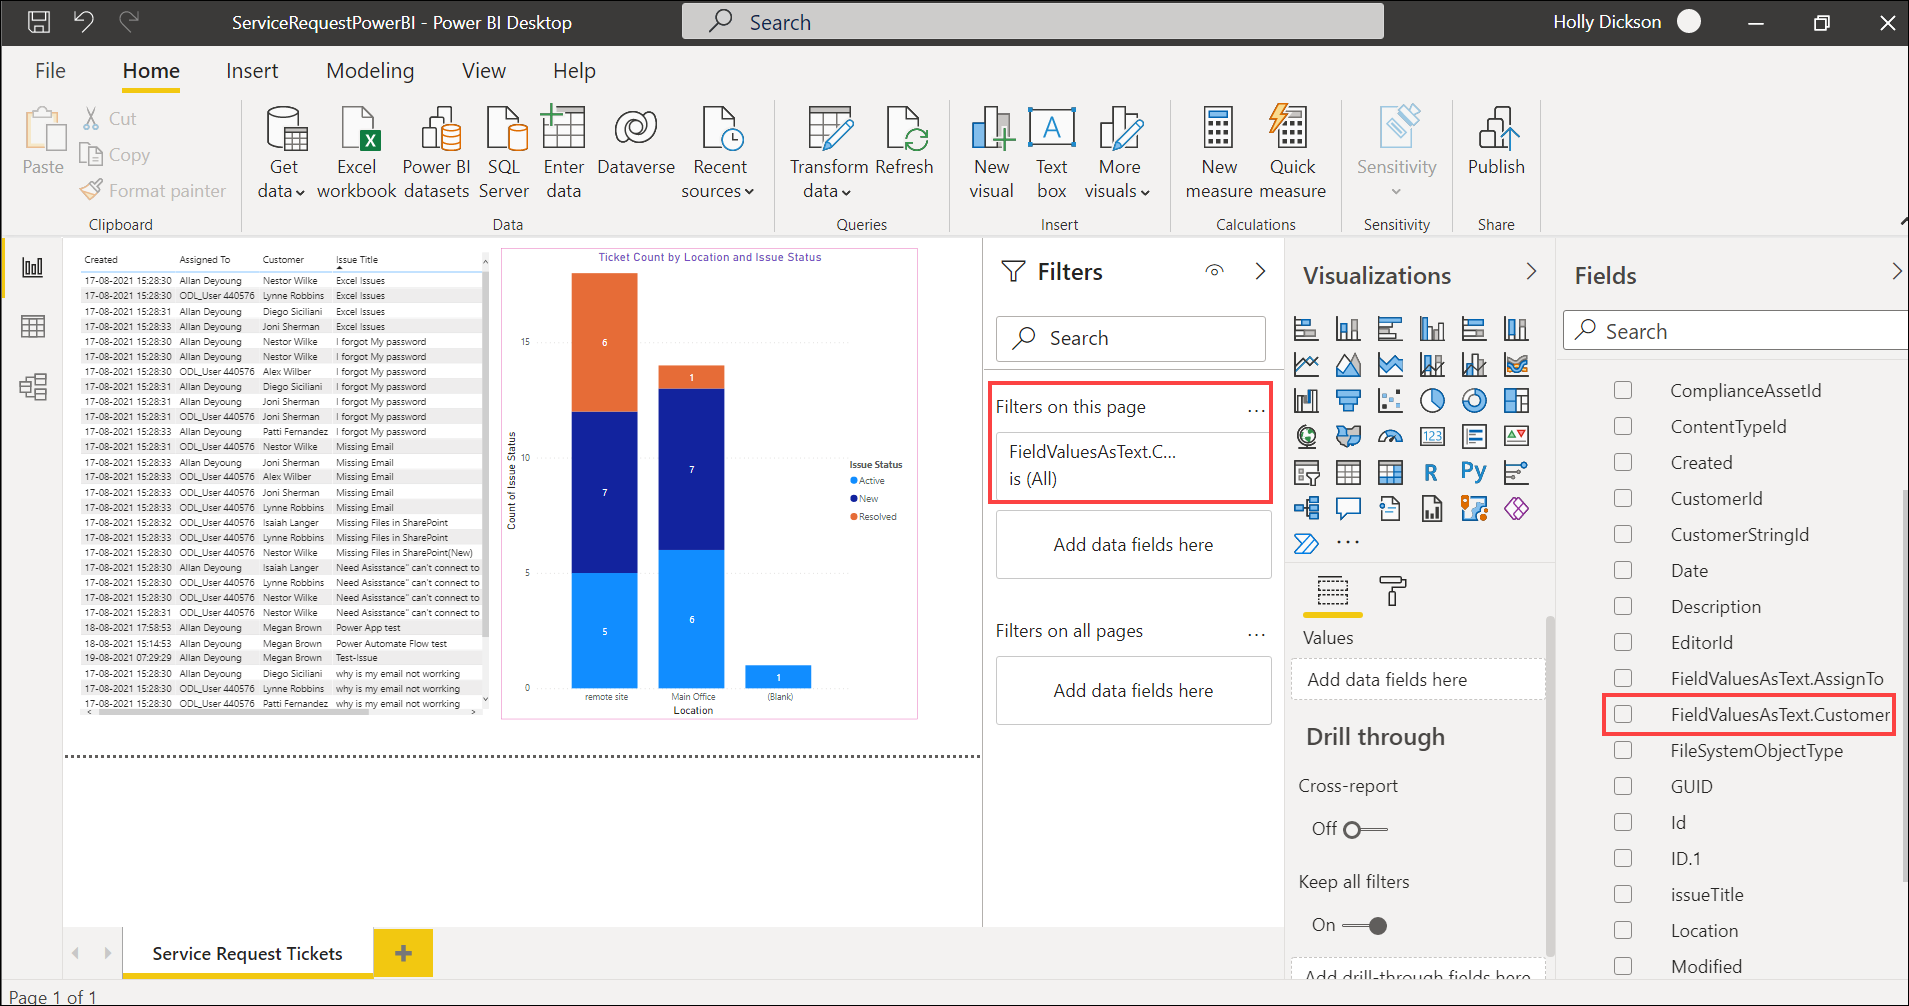 ServiceRequestPowerBI - Power BI Desktop
Search
Holly Dickson
File
Home
Insert
Modeling
View
Help
Paste
Cut
Copy
Format painter
Clipboard
Get data
Excel workbook
Power BI datasets
SQL Server
Enter data
Dataverse
Recent sources
Data
Transform data
Refresh
Queries
New visual
Text box
More visuals
Insert
New measure
Quick measure
Calculations
Sensitivity
Sensitivity
Publish
Share
Created Assigned To Customer Issue Title
17-08-2021 15:28:30 Allan Deyoung Nestor Wilke Excel Issues
17-08-2021 15:28:30 ODL_User 440576 Lynne Robbins Excel Issues
17-08-2021 15:28:31 Allan Deyoung Diego Siciliani Excel Issues
17-08-2021 15:28:33 Allan Deyoung Joni Sherman Excel Issues
17-08-2021 15:28:30 Allan Deyoung Nestor Wilke I forgot My password
17-08-2021 15:28:30 ODL_User 440576 Nestor Wilke I forgot My password
17-08-2021 15:28:30 ODL_User 440576 Alex Wilber I forgot My password
17-08-2021 15:28:31 Allan Deyoung Diego Siciliani I forgot My password
17-08-2021 15:28:31 Allan Deyoung Joni Sherman I forgot My password
17-08-2021 15:28:31 ODL_User 440576 Joni Sherman I forgot My password
17-08-2021 15:28:33 Allan Deyoung Patti Fernandez I forgot My password
17-08-2021 15:28:31 ODL_User 440576 Nestor Wilke Missing Email
17-08-2021 15:28:33 Allan Deyoung Joni Sherman Missing Email
17-08-2021 15:28:33 ODL_User 440576 Alex Wilber Missing Email
17-08-2021 15:28:33 ODL_User 440576 Joni Sherman Missing Email
17-08-2021 15:28:33 ODL_User 440576 Lynne Robbins Missing Email
17-08-2021 15:28:32 ODL_User 440576 Isaiah Langer Missing Files in SharePoint
17-08-2021 15:28:33 ODL_User 440576 Lynne Robbins Missing Files in SharePoint
17-08-2021 15:28:30 ODL_User 440576 Nestor Wilke Missing Files in SharePoint(New)
17-08-2021 15:28:30 Allan Deyoung Isaiah Langer Need Asisstance" can't connect to
17-08-2021 15:28:30 ODL_User 440576 Lynne Robbins Need Asisstance" can't connect to
17-08-2021 15:28:30 ODL_User 440576 Nestor Wilke Need Asisstance" can't connect to
17-08-2021 15:28:31 ODL_User 440576 Nestor Wilke Need Asisstance" can't connect to
18-08-2021 17:58:53 Allan Deyoung Megan Brown Power App test
18-08-2021 15:14:53 Allan Deyoung Megan Brown Power Automate Flow test
19-08-2021 07:29:29 Allan Deyoung Megan Brown Test-Issue
17-08-2021 15:28:30 Allan Deyoung Diego Siciliani why is my email not worrking
17-08-2021 15:28:30 ODL_User 440576 Lynne Robbins why is my email not worrking
17-08-2021 15:28:31 ODL_User 440576 Patti Fernandez why is my email not worrking
Ticket Count by Location and Issue Status
Count of Issue Status
15
10
5
0
6
7
5
1
7
6
1
remote site
Main Office
(Blank)
Location
Issue Status
Active
New
Resolved
Filters
Search
Filters on this page
...
FieldValuesAsText.C...
is (All)
Add data fields here
Filters on all pages
...
Add data fields here
Visualizations
123
R
Py
...
Values
Add data fields here
Drill through
Cross-report
Off
Keep all filters
On
Add drill-through fields here
Fields
Search
ComplianceAssetId
ContentTypeId
Created
CustomerId
CustomerStringId
Date
Description
EditorId
FieldValuesAsText.AssignTo
FieldValuesAsText.Customer
FileSystemObjectType
GUID
Id
ID.1
issueTitle
Location
Modified
Service Request Tickets
Page 1 of 1